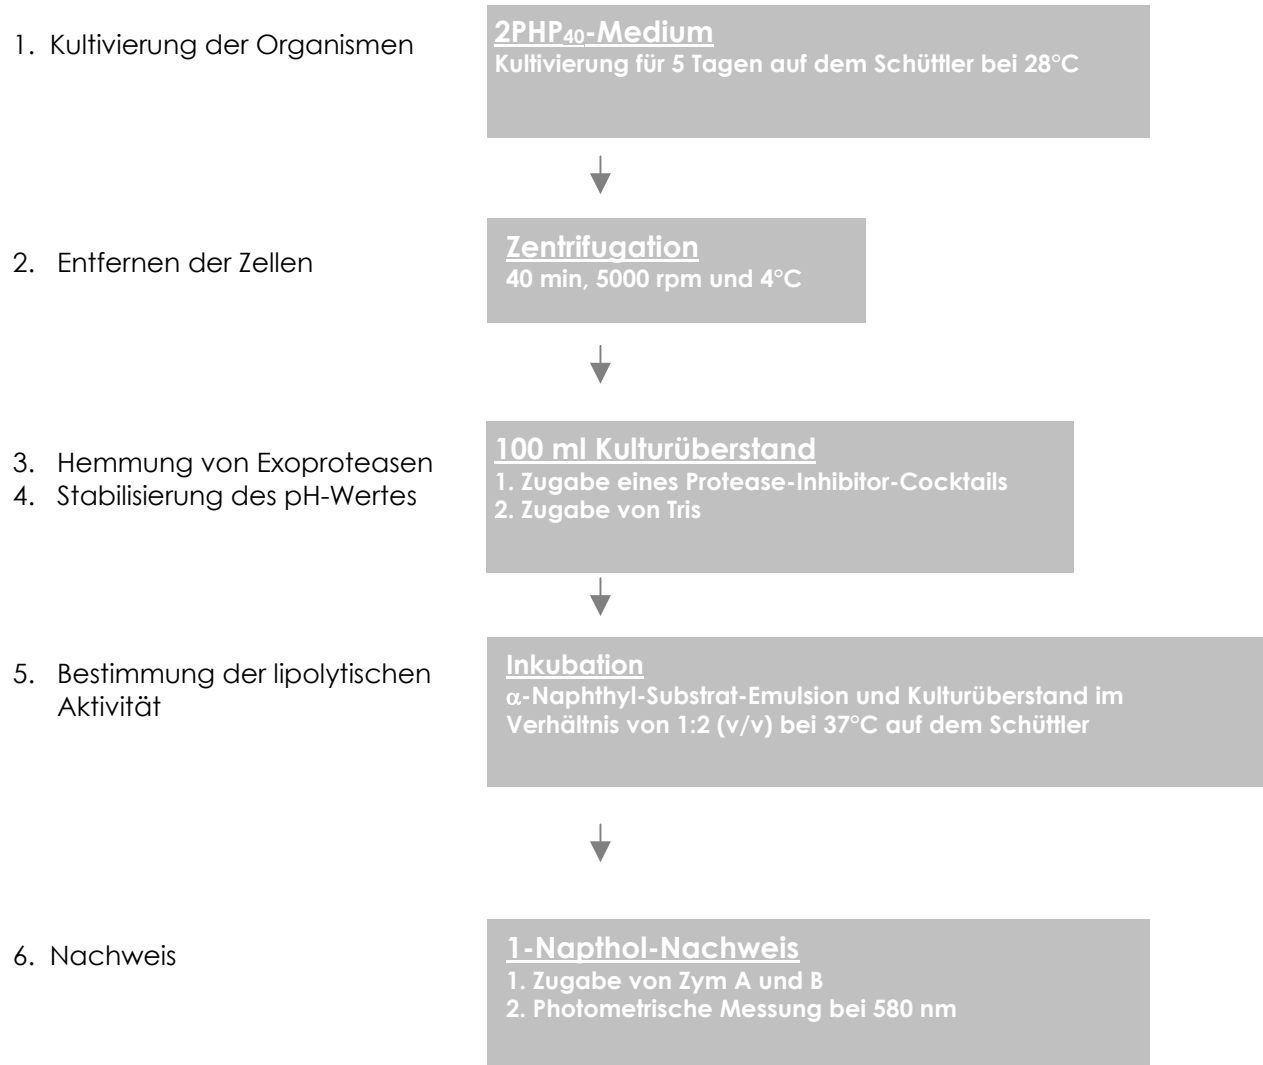 1. Kultivierung der Organismen
2PHP40-Medium
Kultivierung für 5 Tagen auf dem Schüttler bei 28°C
2. Entfernen der Zellen
Zentrifugation
40 min, 5000 rpm und 4°C
3. Hemmung von Exoproteasen
4. Stabilisierung des pH-Wertes
100 ml Kulturüberstand
1. Zugabe eines Protease-Inhibitor-Cocktails
2. Zugabe von Tris
5. Bestimmung der lipolytischen
Aktivität
Inkubation
α-Naphthyl-Substrat-Emulsion und Kulturüberstand im
Verhältnis von 1:2 (v/v) bei 37°C auf dem Schüttler
6. Nachweis
1-Napthol-Nachweis
1. Zugabe von Zym A und B
2. Photometrische Messung bei 580 nm